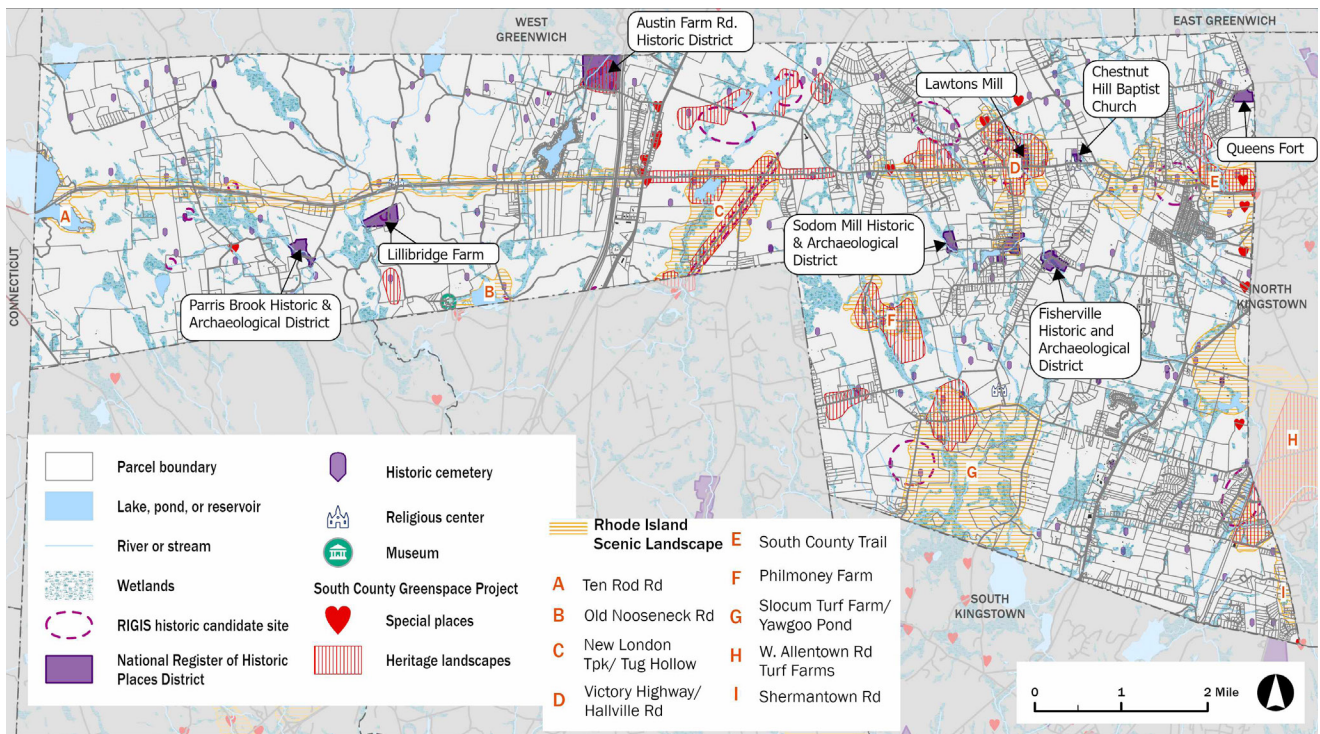 WEST
GREENWICH
Austin Farm Rd.
Historic District
EAST GREENWICH
Lawtons Mill
Chestnut
Hill Baptist
Church
Queens Fort
D
E
A
C
Sodom Mill Historic
& Archaeological
District
Lillibridge Farm
CONNECTICUT
B
Parris Brook Historic &
Archaeological District
NORTH
KINGSTOWN
F
Fisherville
Historic and
Archaeological
District
H
G
I
SOUTH
KINGSTOWN
Parcel boundary
Lake, pond, or reservoir
River or stream
Wetlands
RIGIS historic candidate site
National Register of Historic
Places District
Historic cemetery
Religious center
Museum
South County Greenspace Project
Special places
Heritage landscapes
Rhode Island
Scenic Landscape
A Ten Rod Rd
B Old Nooseneck Rd
C New London
Tpk/ Tug Hollow
D Victory Highway/
Hallville Rd
E South County Trail
F Philmoney Farm
G Slocum Turf Farm/
Yawgoo Pond
H W. Allentown Rd
Turf Farms
I Shermantown Rd
0 1 2 Mile